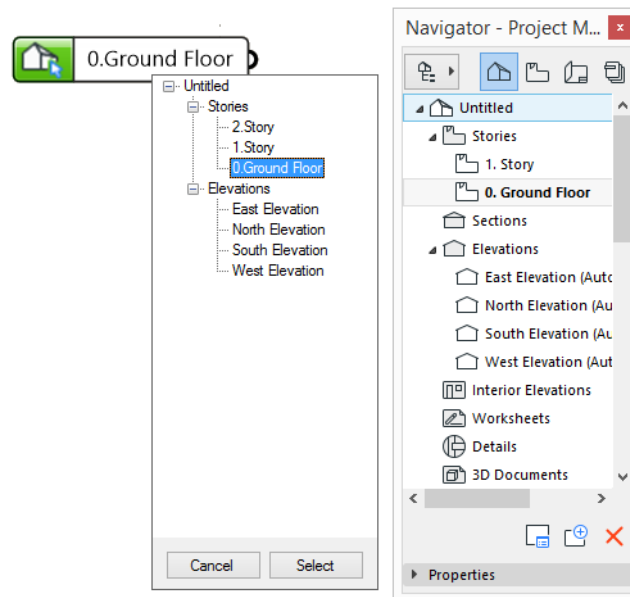 0.Ground Floor
Untitled
Stories
2.Story
1.Story
0.Ground Floor
Elevations
East Elevation
North Elevation
South Elevation
West Elevation
Cancel
Select
Navigator - Project M...
Untitled
Stories
1. Story
0. Ground Floor
Sections
Elevations
East Elevation (Auto
North Elevation (Au
South Elevation (Au
West Elevation (Aut
Interior Elevations
Worksheets
Details
3D Documents
Properties